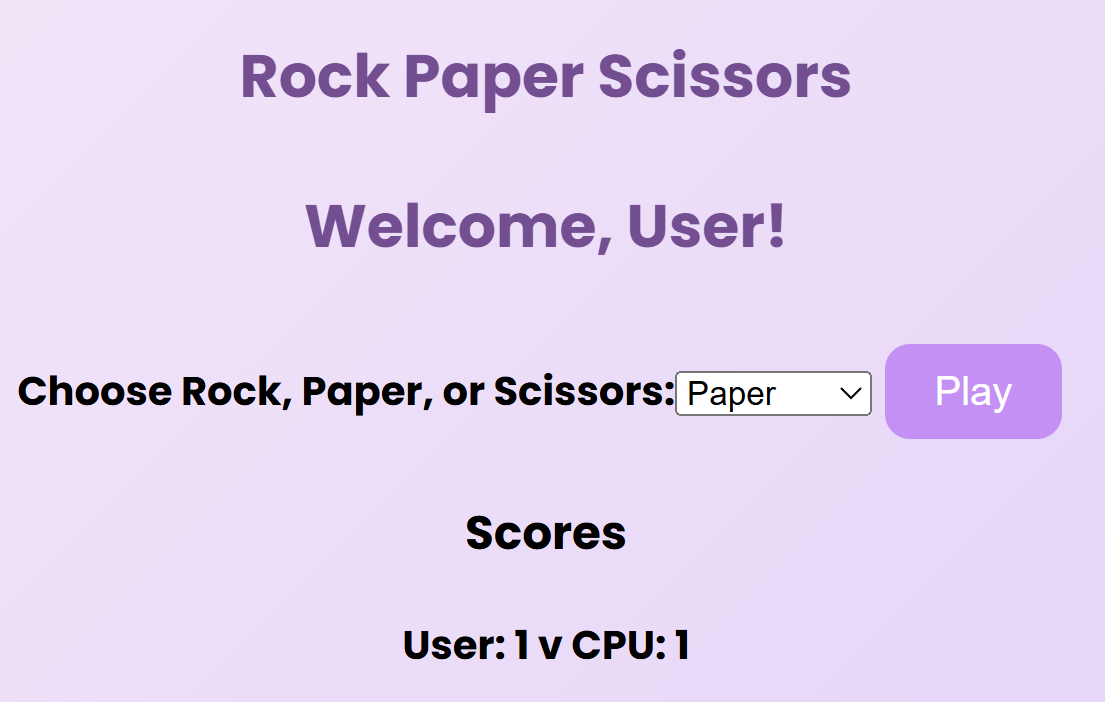 Rock Paper Scissors
Welcome, User!
Choose Rock, Paper, or Scissors: Paper Play
Scores
User: 1 v CPU: 1